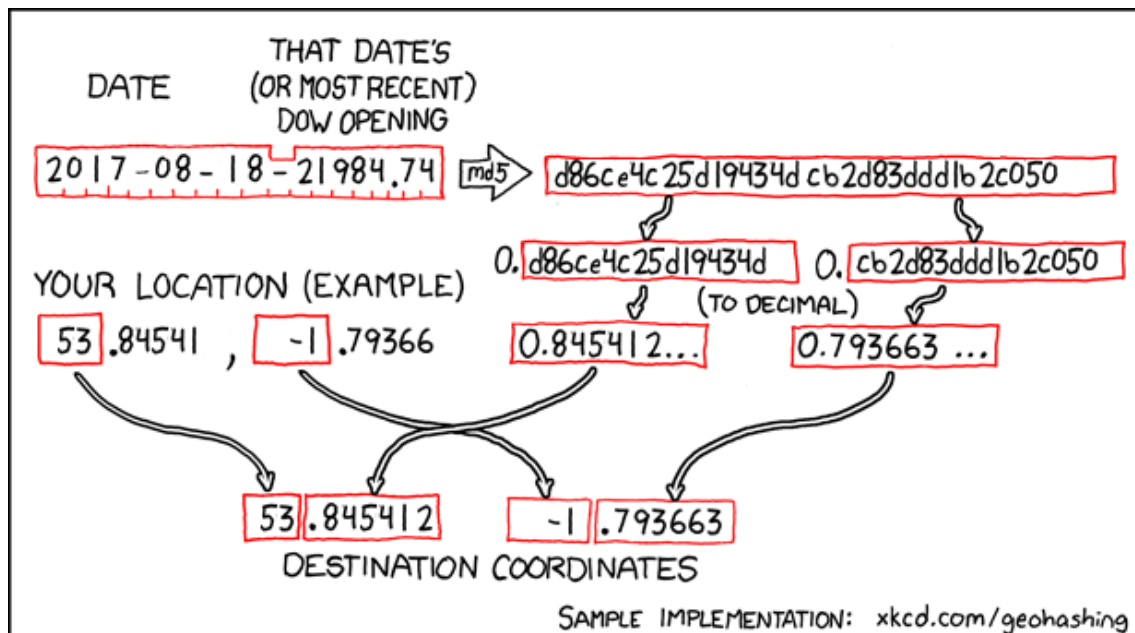 DATE
THAT DATE'S
(OR MOST RECENT)
DOW OPENING
2017-08-18-21984.74
md5
d86ce4c25d19434dcb2d83ddd1b2c050
0.d86ce4c25d19434d
0.cb2d83ddd1b2c050
YOUR LOCATION (EXAMPLE)
(TO DECIMAL)
53.84541, -1.79366
0.845412...
0.793663...
53.845412
-1.793663
DESTINATION COORDINATES
SAMPLE IMPLEMENTATION: xkcd.com/geohashing